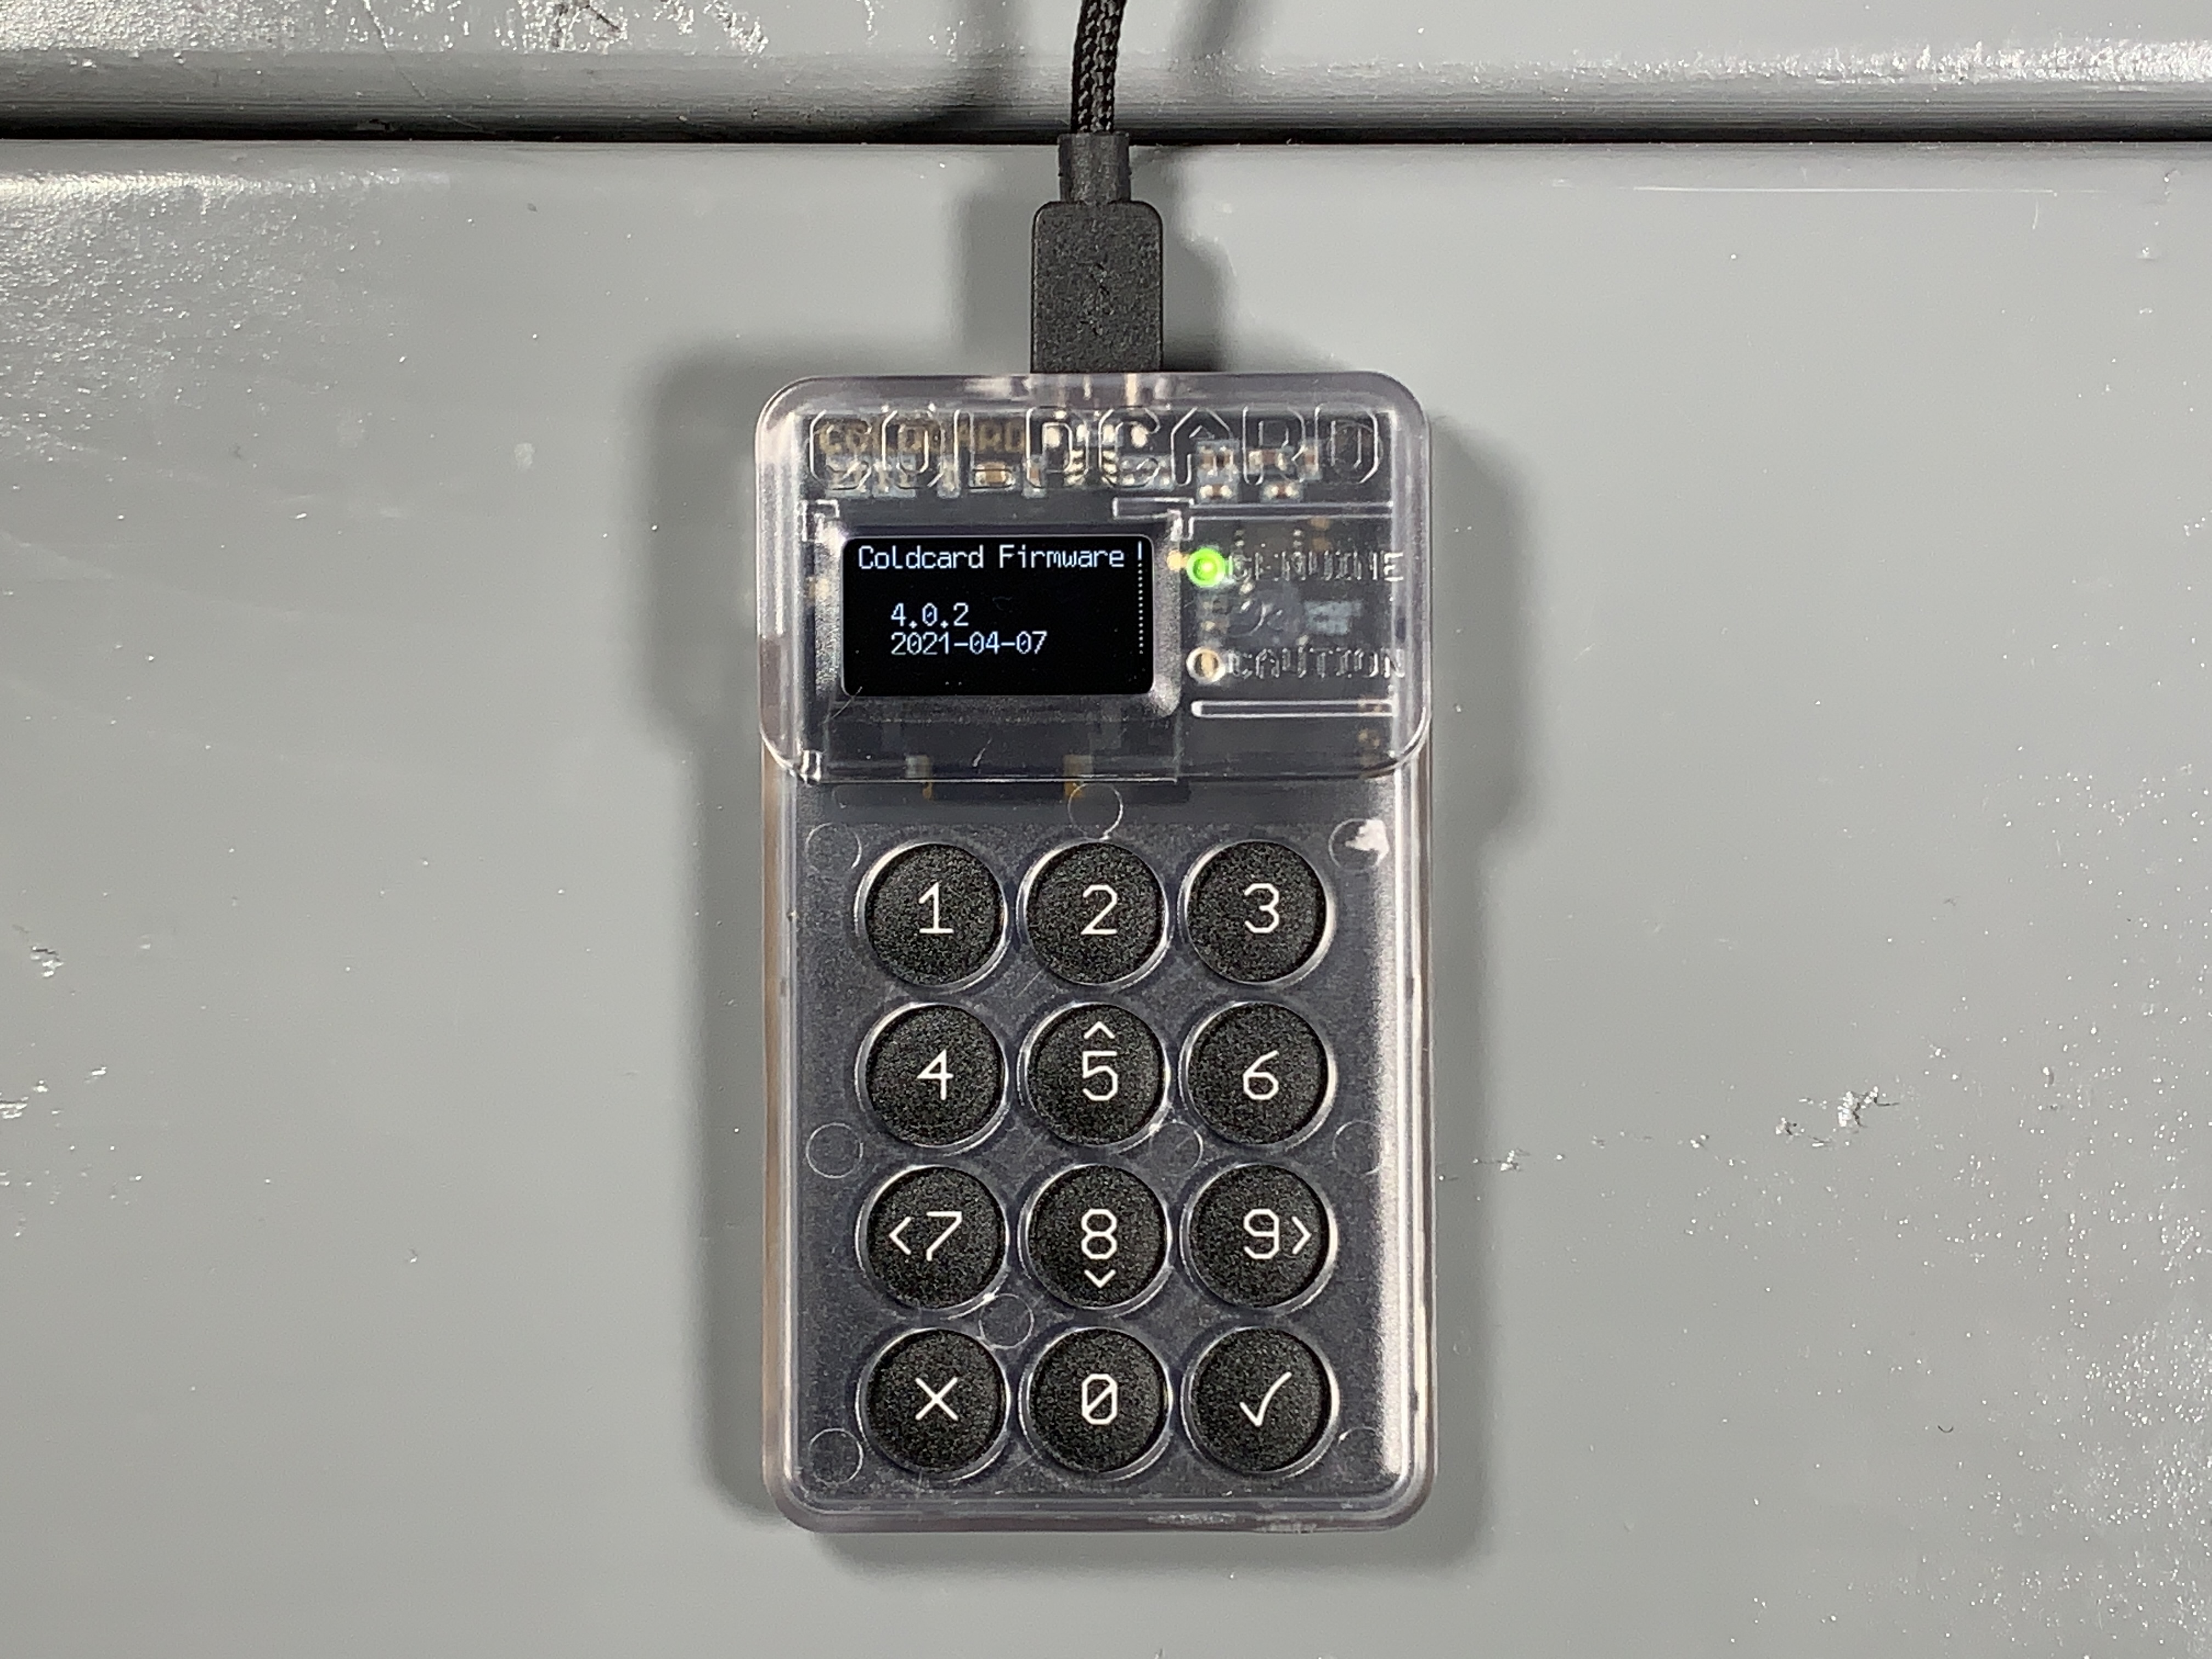 COLDCARD
Coldcard Firmware
4.0.2
2021-04-07
GENUINE
CAUTION
1 2 3
4 ^5 6
<7 8⌄ 9>
✕ 0 ✓